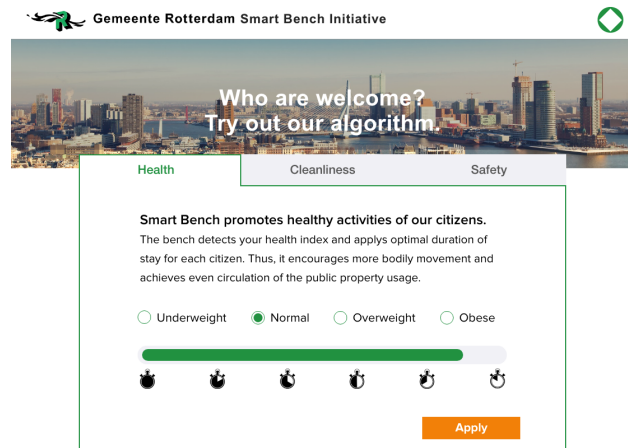 Gemeente Rotterdam Smart Bench Initiative
Who are welcome?
Try out our algorithm.
Health Cleanliness Safety
Smart Bench promotes healthy activities of our citizens.
The bench detects your health index and applys optimal duration of
stay for each citizen. Thus, it encourages more bodily movement and
achieves even circulation of the public property usage.
Underweight Normal Overweight Obese
Apply